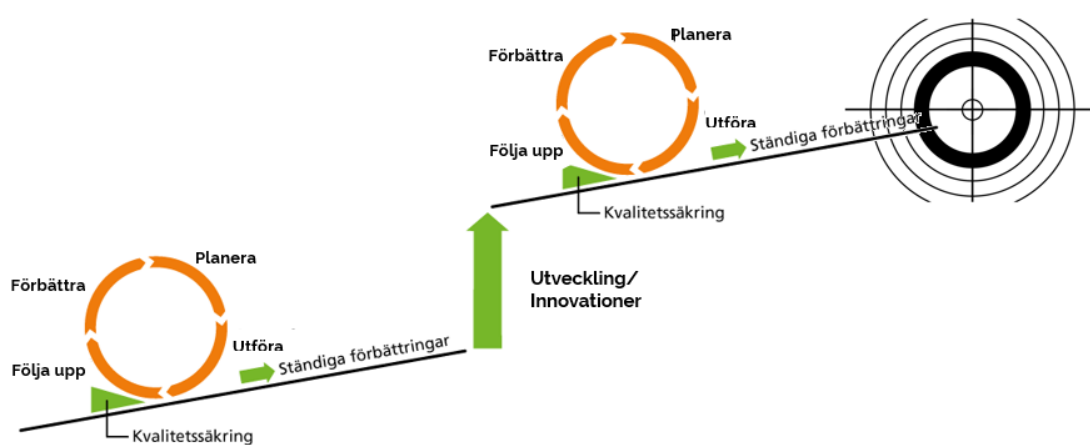 Planera
Förbättra
Utföra
Ständiga förbättringar
Följa upp
Kvalitetssäkring
Utveckling/
Innovationer
Planera
Förbättra
Utföra
Ständiga förbättringar
Följa upp
Kvalitetssäkring